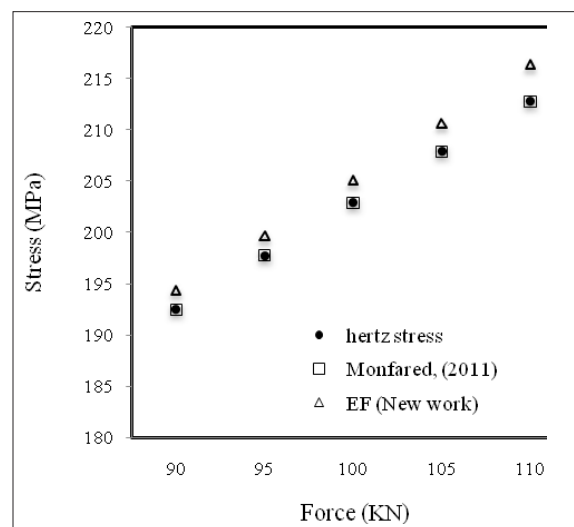 220
215
210
205
200
195
190
185
180
Stress (MPa)
hertz stress
Monfared, (2011)
EF (New work)
90 95 100 105 110
Force (KN)